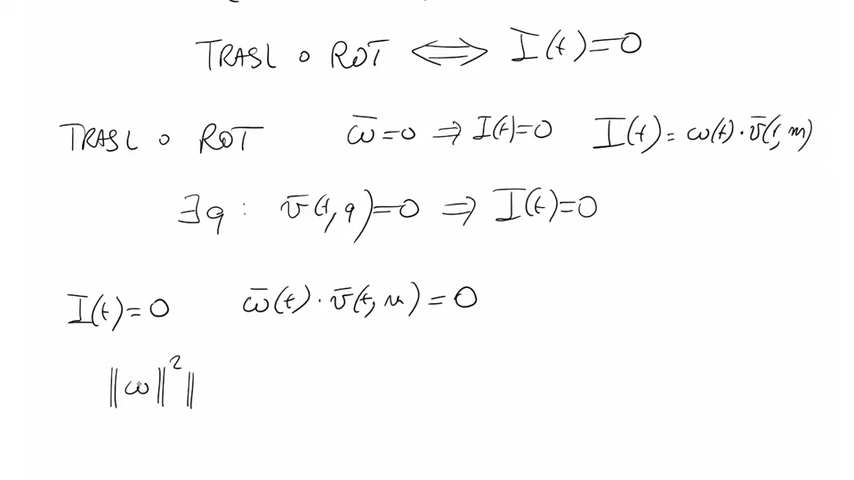 TRASL o ROT ⟺ I(t)=0
TRASL o ROT ω̅=0 ⇒ I(t)=0 I(t)=ω(t)·v̅(t,m)
∃q: v̅(t,q)=0 ⇒ I(t)=0
I(t)=0 ω̅(t)·v̅(t,m)=0
||ω||²||